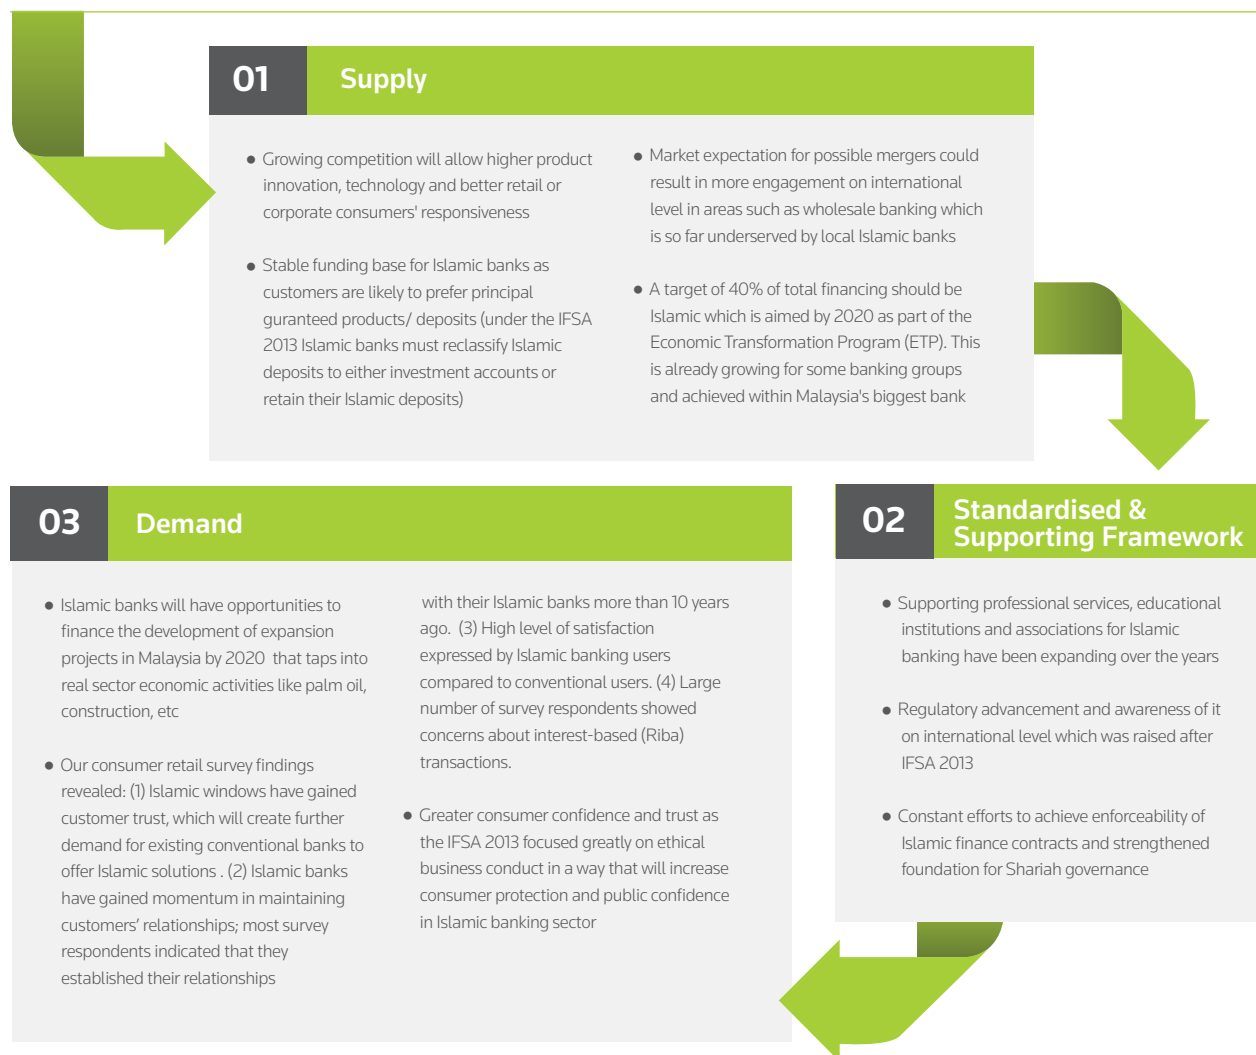 01
Supply
• Growing competition will allow higher product
innovation, technology and better retail or
corporate consumers' responsiveness
• Stable funding base for Islamic banks as
customers are likely to prefer principal
guranteed products/ deposits (under the IFSA
2013 Islamic banks must reclassify Islamic
deposits to either investment accounts or
retain their Islamic deposits)
• Market expectation for possible mergers could
result in more engagement on international
level in areas such as wholesale banking which
is so far underserved by local Islamic banks
• A target of 40% of total financing should be
Islamic which is aimed by 2020 as part of the
Economic Transformation Program (ETP). This
is already growing for some banking groups
and achieved within Malaysia's biggest bank
02
Standardised &
Supporting Framework
• Supporting professional services, educational
institutions and associations for Islamic
banking have been expanding over the years
• Regulatory advancement and awareness of it
on international level which was raised after
IFSA 2013
• Constant efforts to achieve enforceability of
Islamic finance contracts and strengthened
foundation for Shariah governance
03
Demand
• Islamic banks will have opportunities to
finance the development of expansion
projects in Malaysia by 2020 that taps into
real sector economic activities like palm oil,
construction, etc
• Our consumer retail survey findings
revealed: (1) Islamic windows have gained
customer trust, which will create further
demand for existing conventional banks to
offer Islamic solutions . (2) Islamic banks
have gained momentum in maintaining
customers' relationships; most survey
respondents indicated that they
established their relationships
with their Islamic banks more than 10 years
ago. (3) High level of satisfaction
expressed by Islamic banking users
compared to conventional users. (4) Large
number of survey respondents showed
concerns about interest-based (Riba)
transactions.
• Greater consumer confidence and trust as
the IFSA 2013 focused greatly on ethical
business conduct in a way that will increase
consumer protection and public confidence
in Islamic banking sector